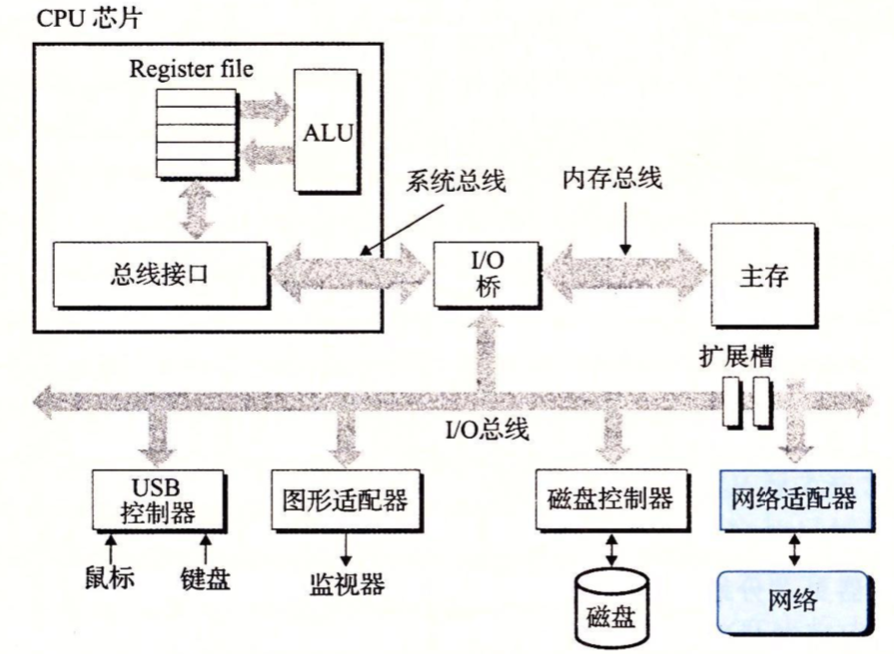 CPU 芯片
Register file
ALU
系统总线
内存总线
总线接口
I/O
桥
主存
扩展槽
I/O总线
USB
控制器
图形适配器
磁盘控制器
网络适配器
鼠标
键盘
监视器
磁盘
网络